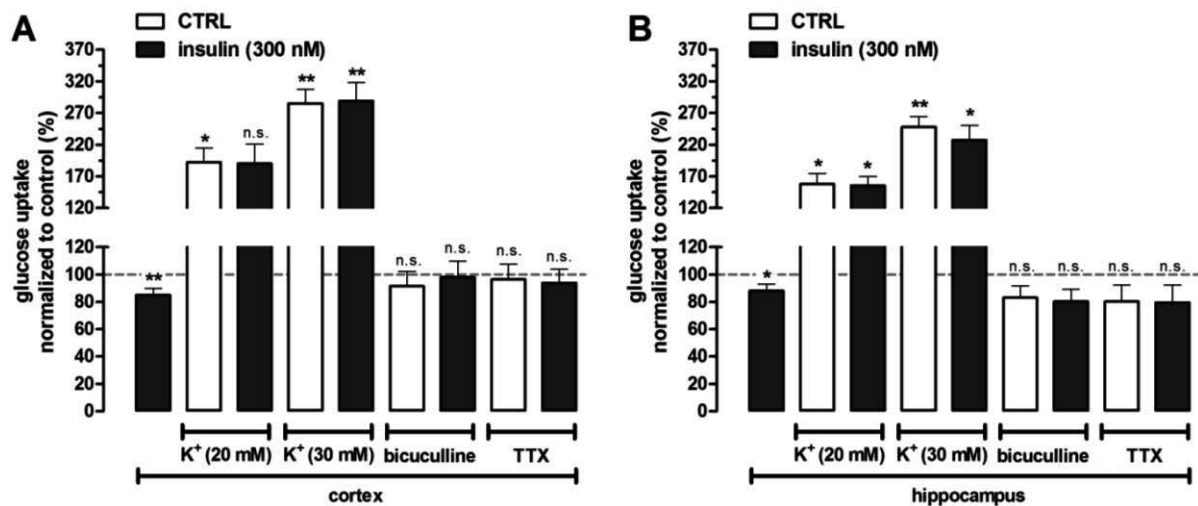 A
CTRL
insulin (300 nM)
glucose uptake
normalized to control (%)
370
320
270
220
170
120
120
100
80
60
40
20
0
**
*
n.s.
**
**
n.s.
n.s.
n.s.
n.s.
K+ (20 mM)
K+ (30 mM)
bicuculline
TTX
cortex
B
CTRL
insulin (300 nM)
glucose uptake
normalized to control (%)
370
320
270
220
170
120
120
100
80
60
40
20
0
*
*
*
**
*
n.s.
n.s.
n.s.
n.s.
K+ (20 mM)
K+ (30 mM)
bicuculline
TTX
hippocampus